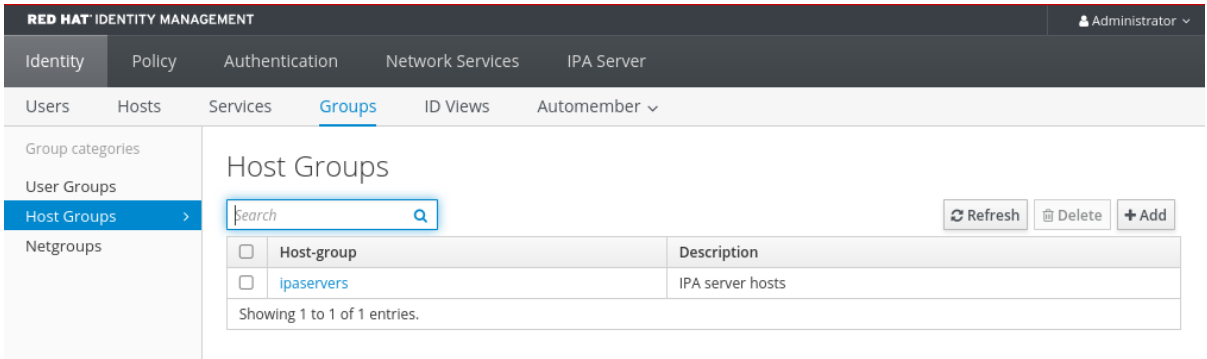 RED HAT IDENTITY MANAGEMENT Administrator
Identity Policy Authentication Network Services IPA Server
Users Hosts Services Groups ID Views Automember
Group categories
User Groups
Host Groups
Netgroups
Host Groups
Search Refresh Delete Add
Host-group Description
ipaservers IPA server hosts
Showing 1 to 1 of 1 entries.